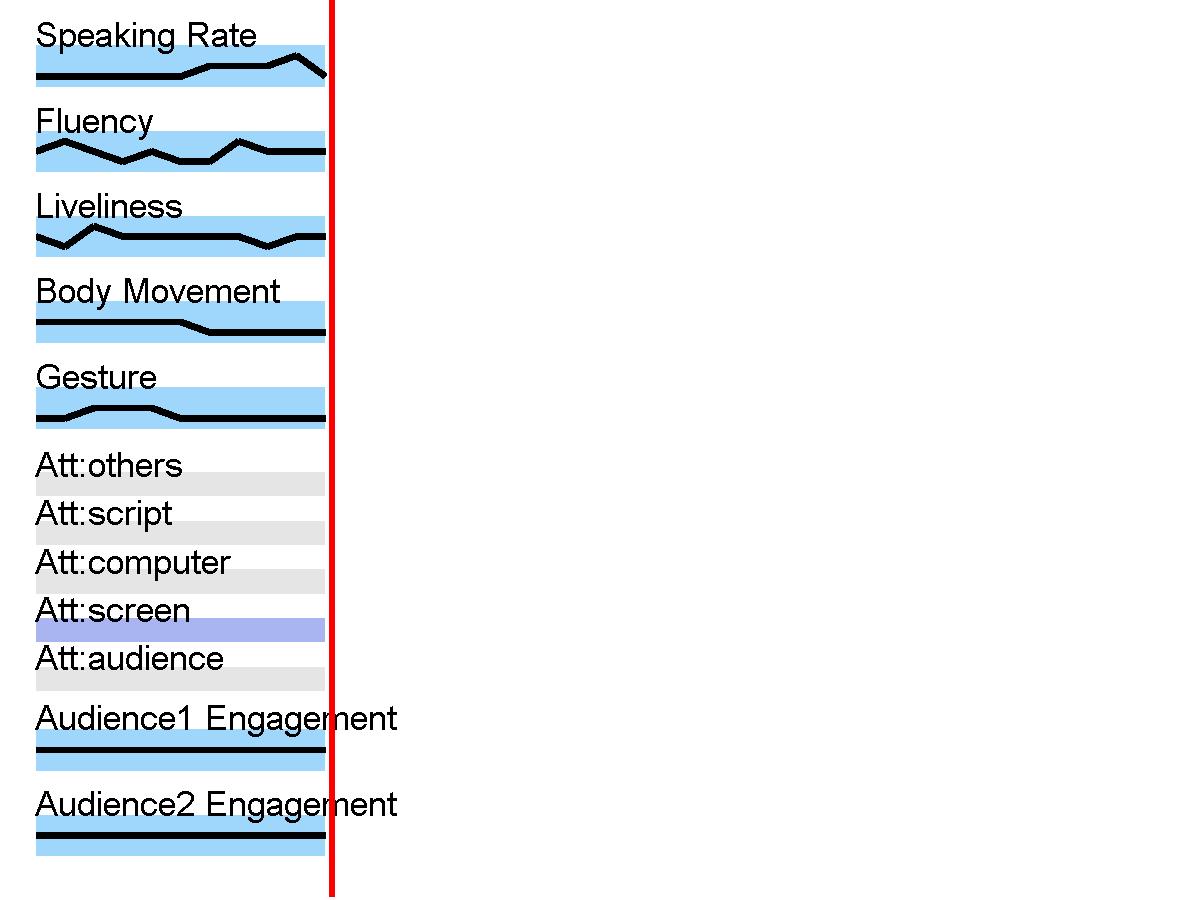 Speaking Rate
Fluency
Liveliness
Body Movement
Gesture
Att:others
Att:script
Att:computer
Att:screen
Att:audience
Audience1 Engagement
Audience2 Engagement